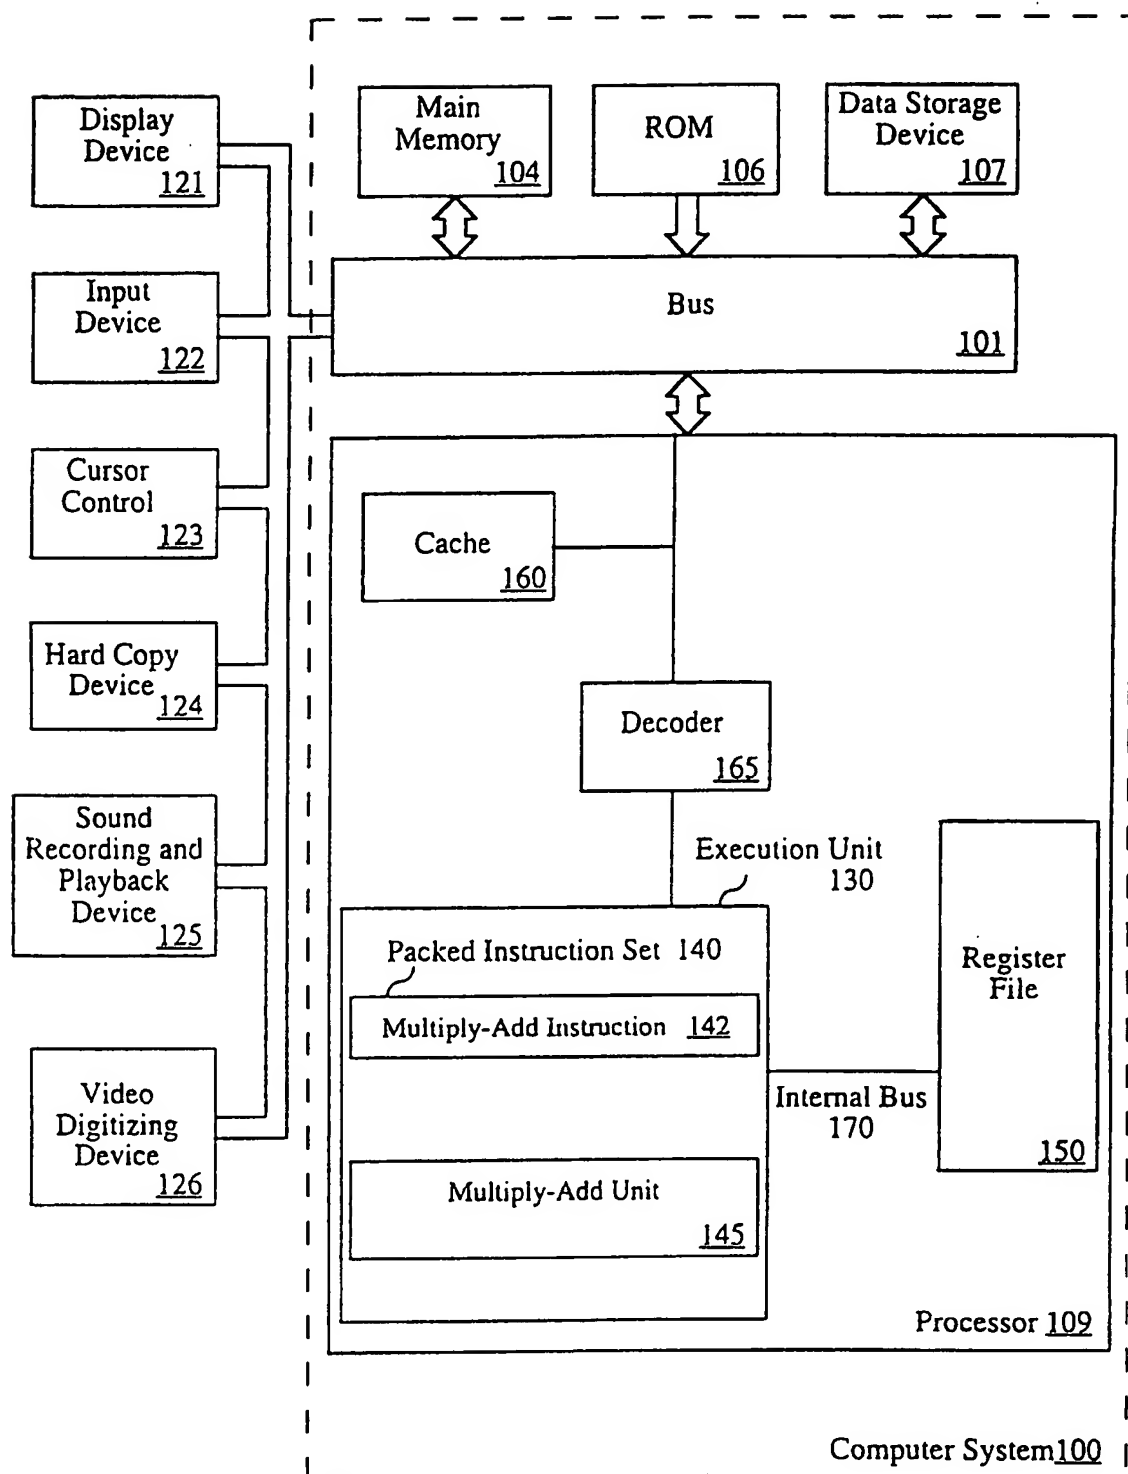 Display
Device
121
Input
Device
122
Cursor
Control
123
Hard Copy
Device
124
Sound
Recording and
Playback
Device
125
Video
Digitizing
Device
126
Main
Memory
104
ROM
106
Data Storage
Device
107
Bus
101
Cache
160
Decoder
165
Execution Unit
130
Packed Instruction Set 140
Multiply-Add Instruction 142
Multiply-Add Unit
145
Internal Bus
170
Register
File
150
Processor 109
Computer System 100